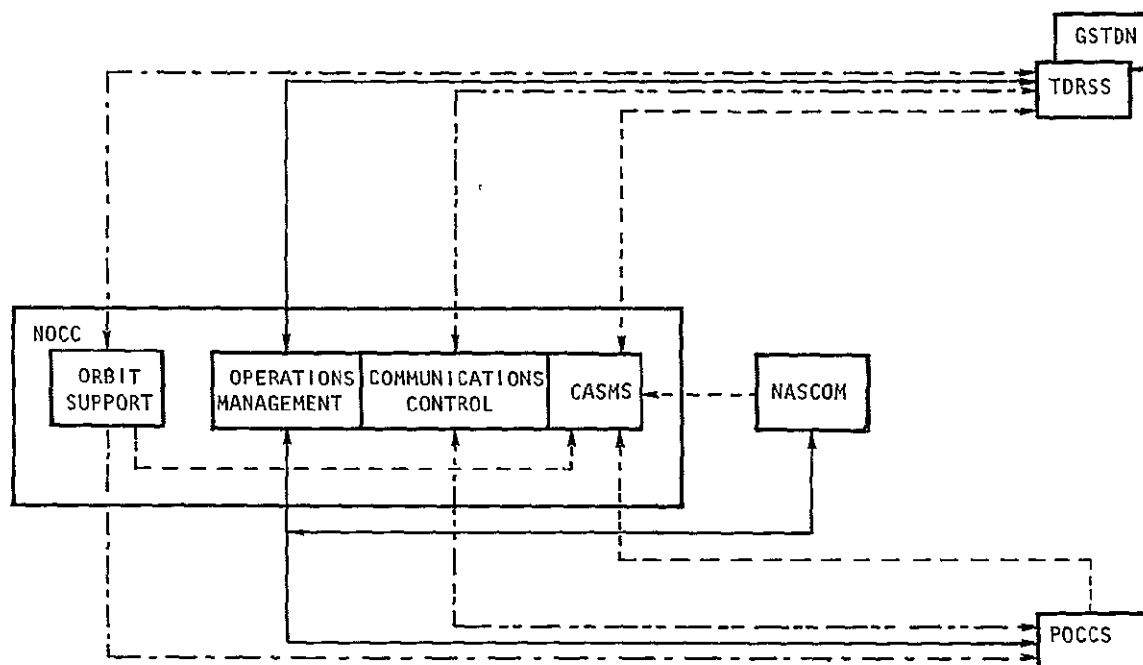 GSTDN
TDRSS
NOCC
ORBIT
SUPPORT
OPERATIONS
MANAGEMENT
COMMUNICATIONS
CONTROL
CASMS
NASCOM
POCCS